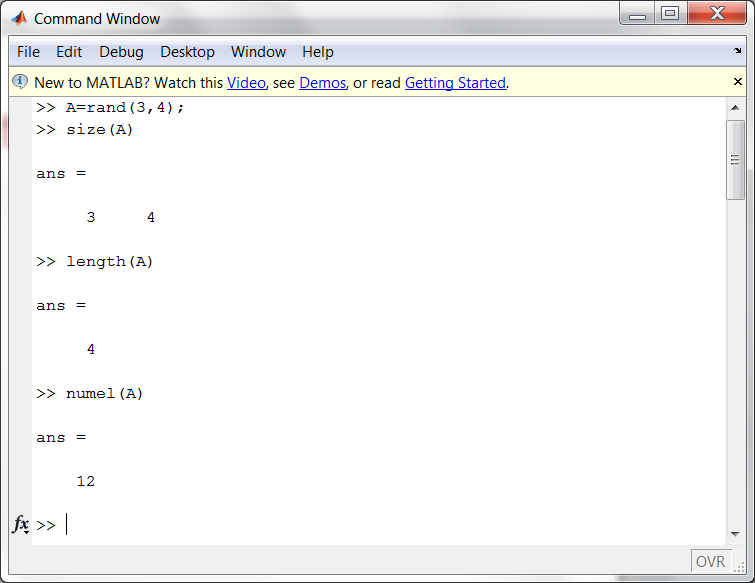 Command Window
File Edit Debug Desktop Window Help
New to MATLAB? Watch this Video, see Demos, or read Getting Started.
>> A=rand(3,4);
>> size(A)
ans =
3 4
>> length(A)
ans =
4
>> numel(A)
ans =
12
fx >>
OVR